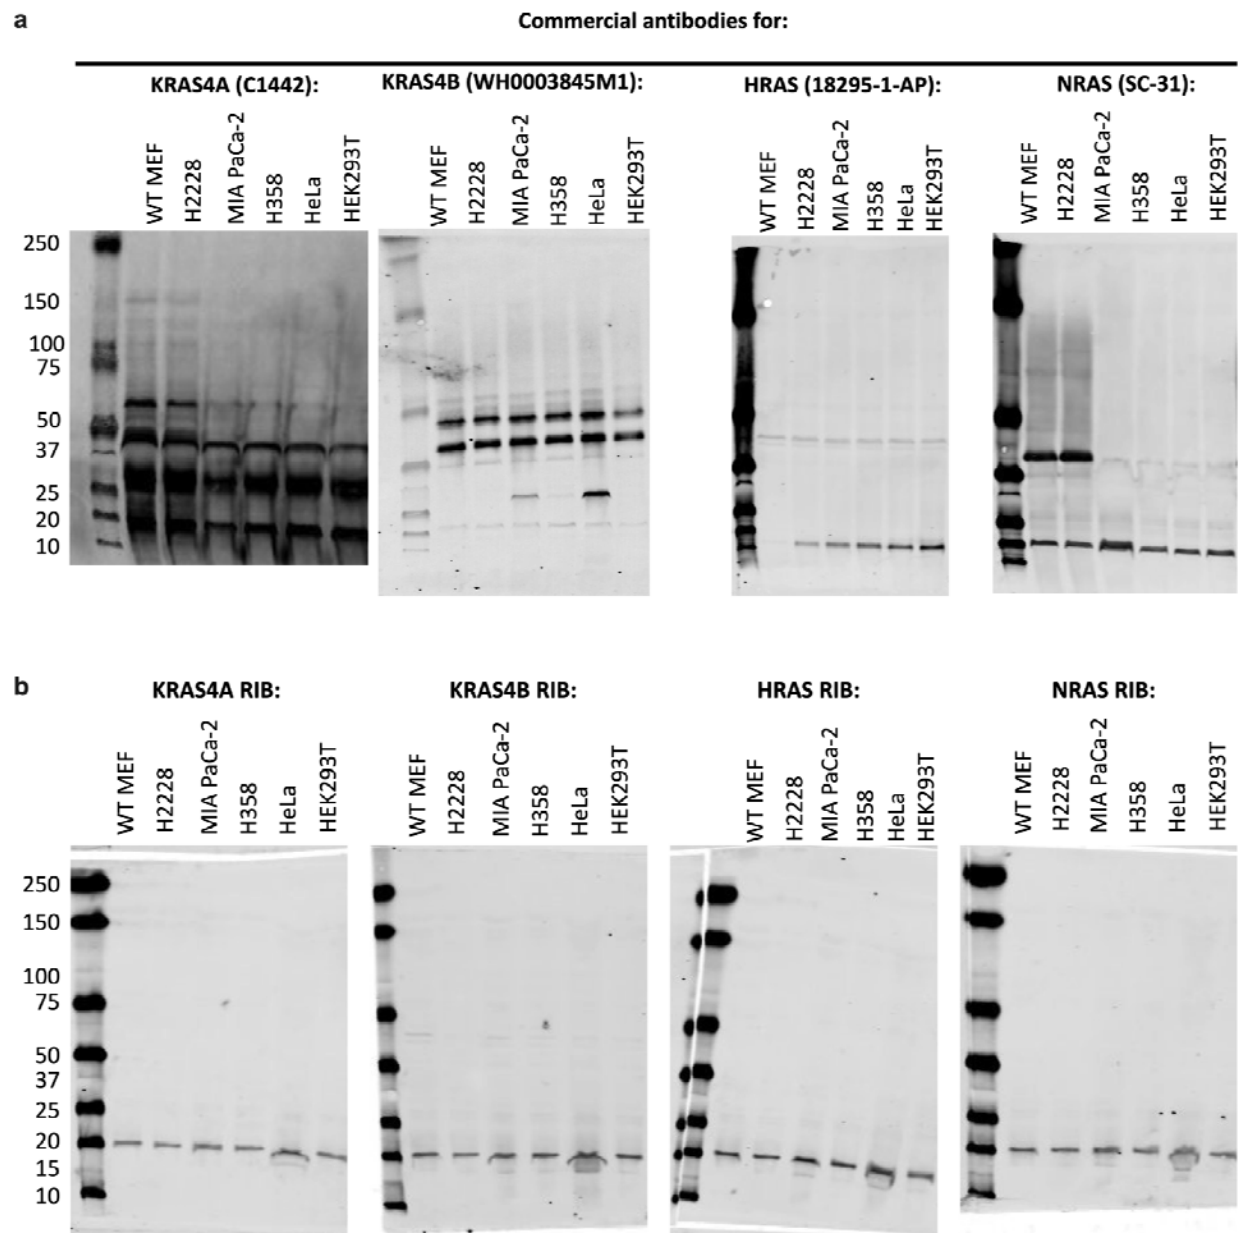 a
Commercial antibodies for:
KRAS4A (C1442):
KRAS4B (WH0003845M1):
HRAS (18295-1-AP):
NRAS (SC-31):
WT MEF
H2228
MIA PaCa-2
H358
HeLa
HEK293T
WT MEF
H2228
MIA PaCa-2
H358
HeLa
HEK293T
WT MEF
H2228
MIA PaCa-2
H358
HeLa
HEK293T
WT MEF
H2228
MIA PaCa-2
H358
HeLa
HEK293T
250
150
100
75
50
37
25
20
10
b
KRAS4A RIB:
KRAS4B RIB:
HRAS RIB:
NRAS RIB:
WT MEF
H2228
MIA PaCa-2
H358
HeLa
HEK293T
WT MEF
H2228
MIA PaCa-2
H358
HeLa
HEK293T
WT MEF
H2228
MIA PaCa-2
H358
HeLa
HEK293T
WT MEF
H2228
MIA PaCa-2
H358
HeLa
HEK293T
250
150
100
75
50
37
25
20
15
10